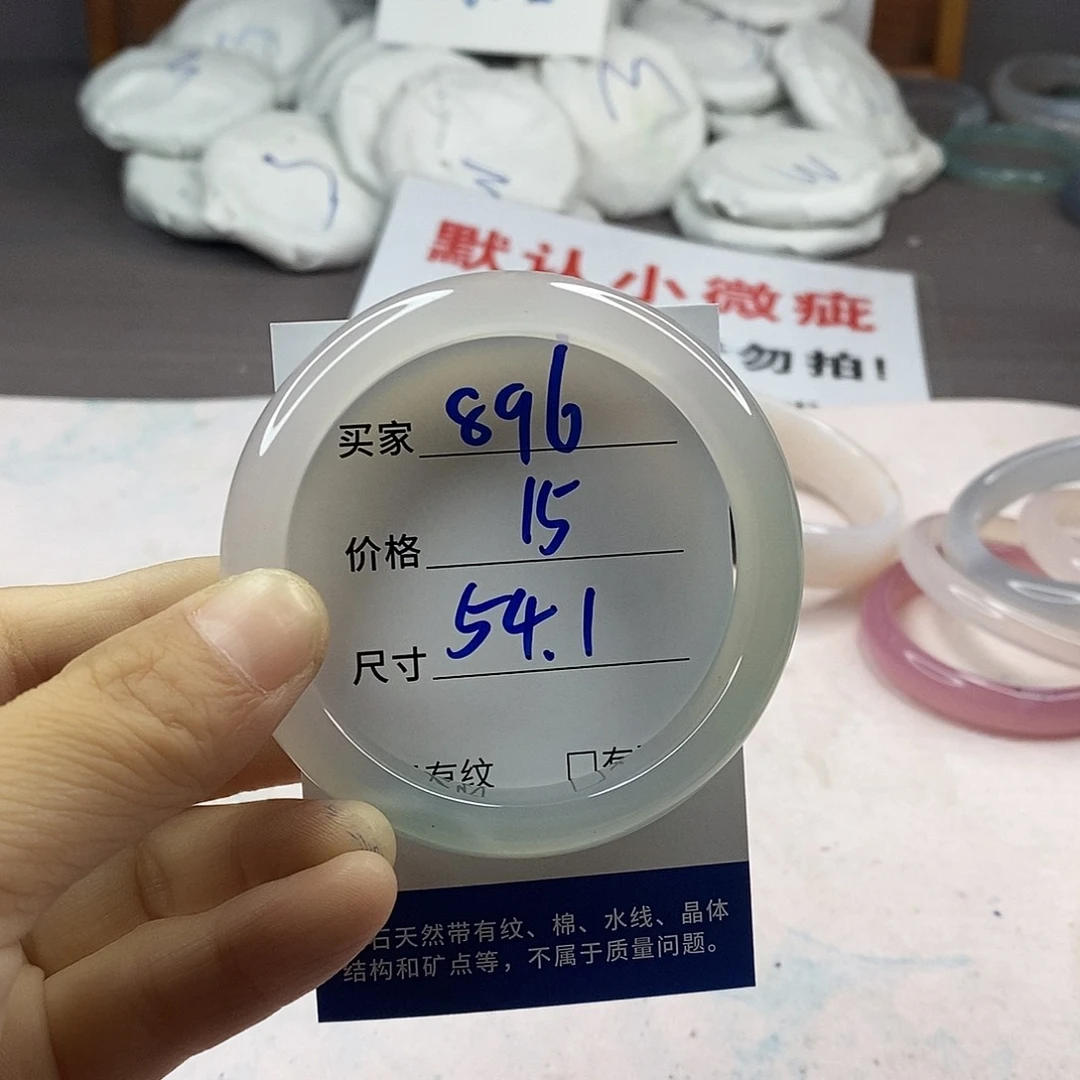 默认小微疵
勿拍！
买家 896
价格 15
尺寸 54.1
有纹 □有
石天然带有纹、棉、水线、晶体
结构和矿点等，不属于质量问题。